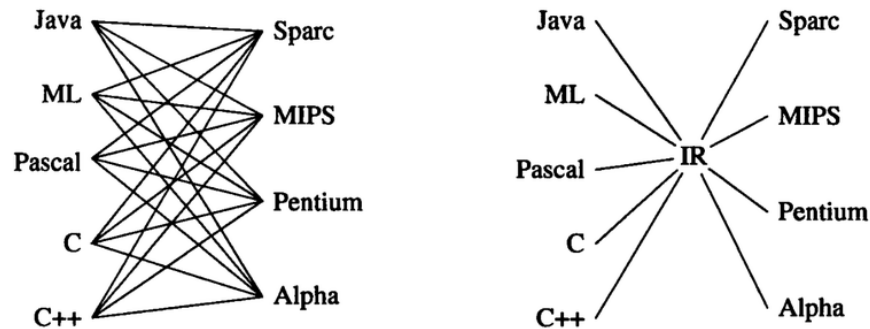 Java
ML
Pascal
C
C++
Sparc
MIPS
Pentium
Alpha
Java
ML
Pascal
C
C++
IR
Sparc
MIPS
Pentium
Alpha